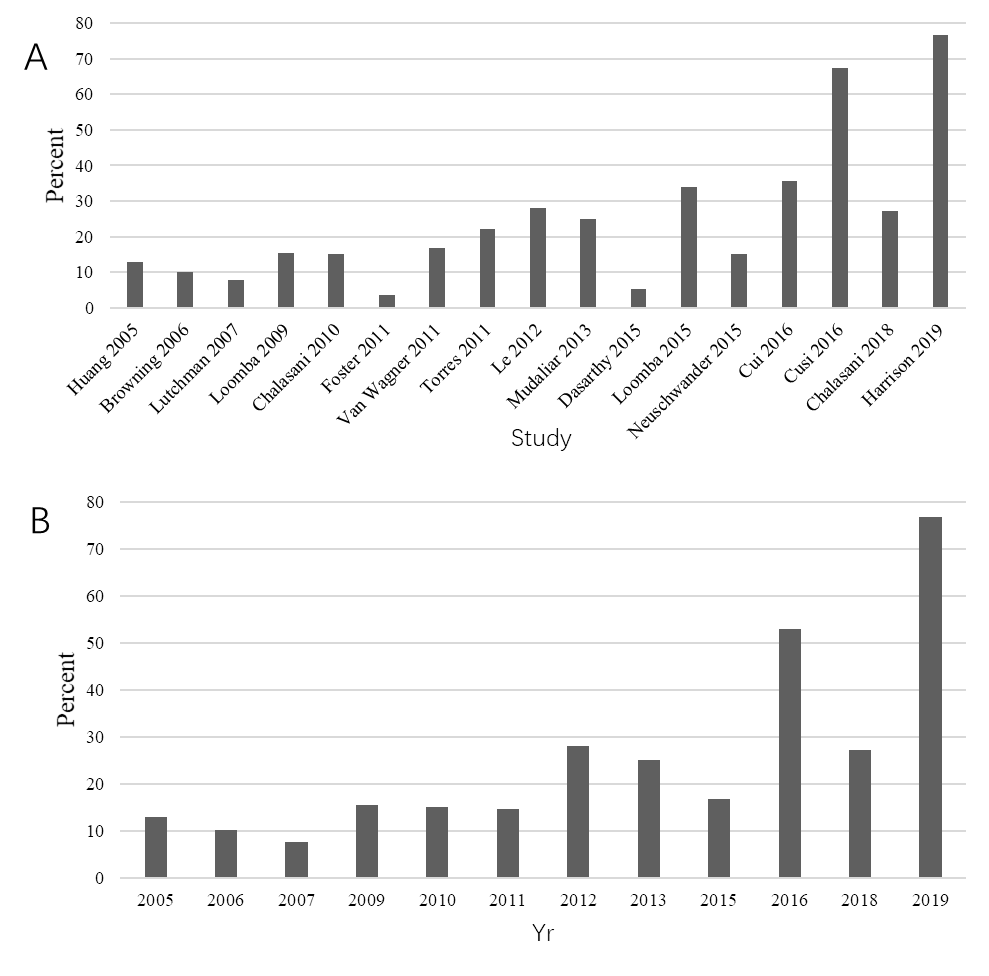 A
Percent
80
70
60
50
40
30
20
10
0
Huang 2005
Browning 2006
Lutchman 2007
Loomba 2009
Chalasani 2010
Foster 2011
Van Wagner 2011
Torres 2011
Le 2012
Mudaliar 2013
Dasarthy 2015
Loomba 2015
Neuschwander 2015
Cui 2016
Cusi 2016
Chalasani 2018
Harrison 2019
Study
B
Percent
80
70
60
50
40
30
20
10
0
2005 2006 2007 2009 2010 2011 2012 2013 2015 2016 2018 2019
Yr